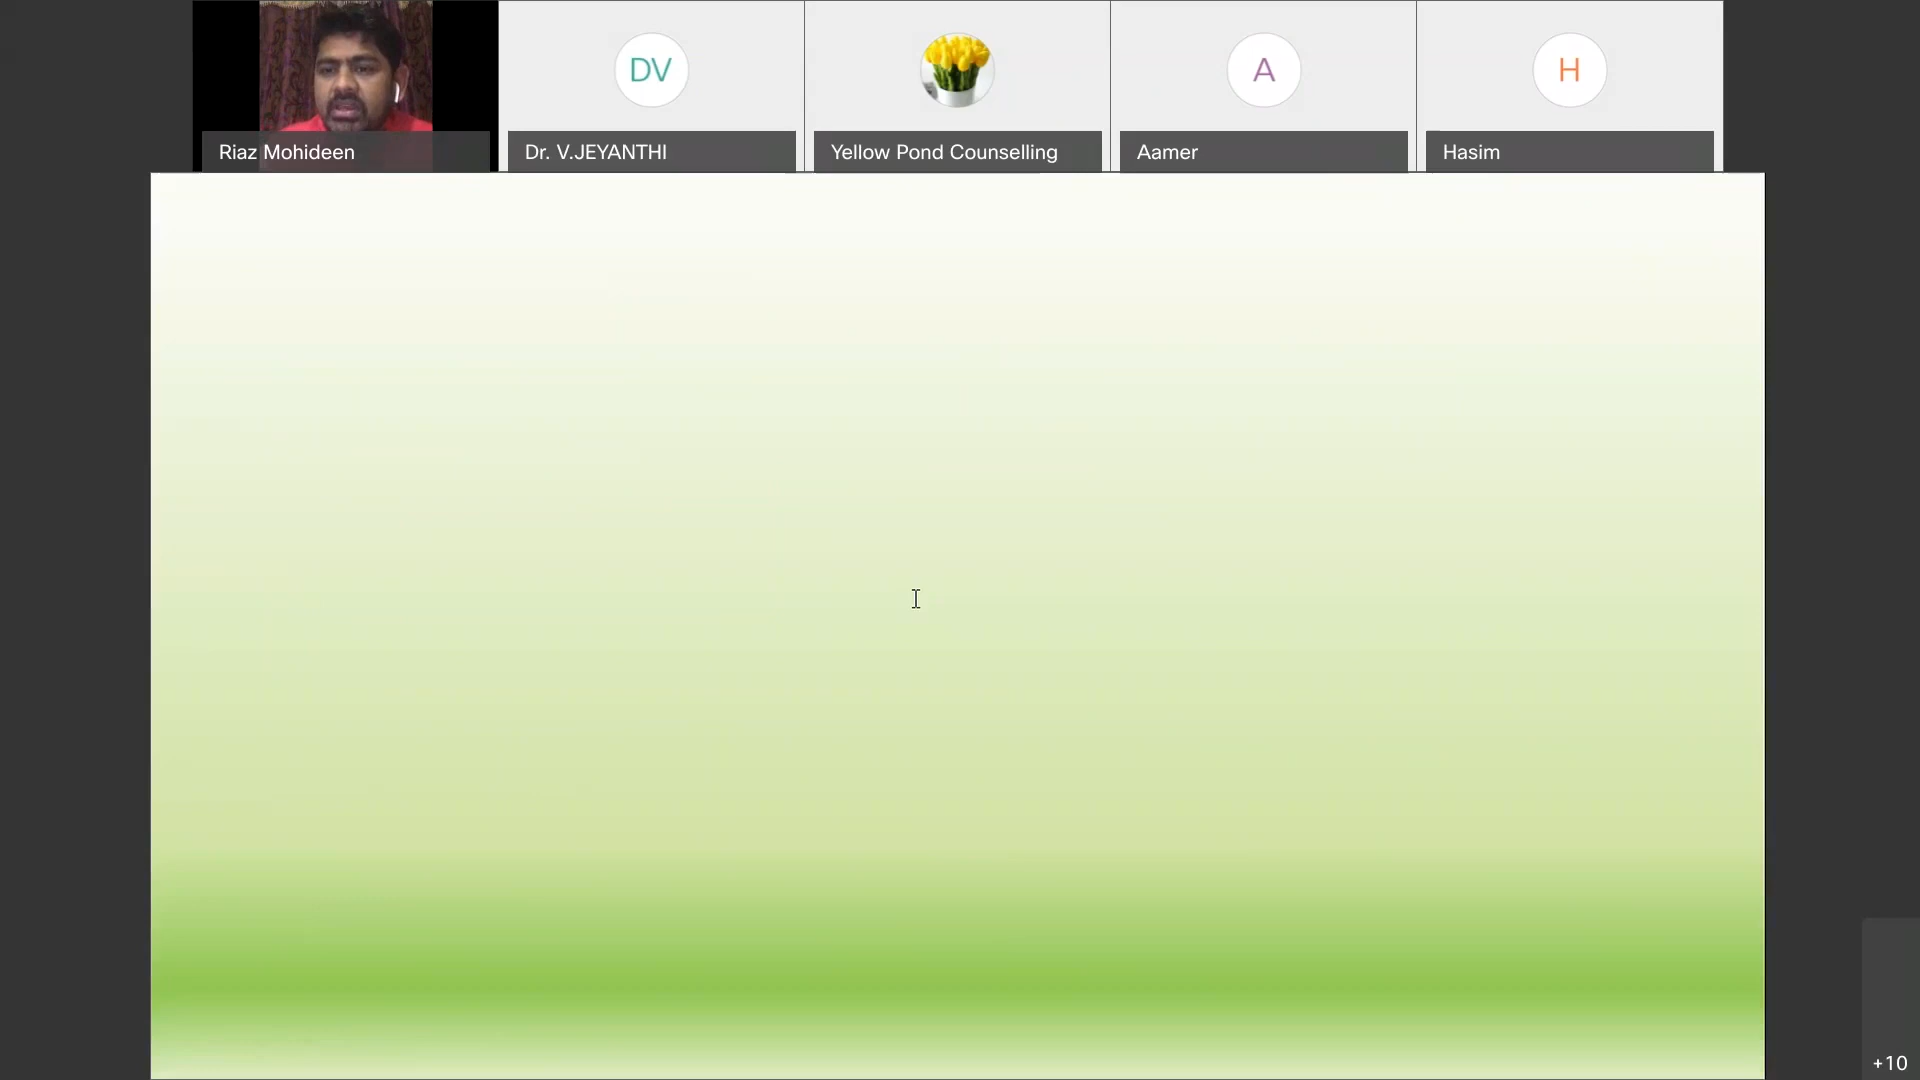 DV
A
H
Riaz Mohideen
Dr. V.JEYANTHI
Yellow Pond Counselling
Aamer
Hasim
+10